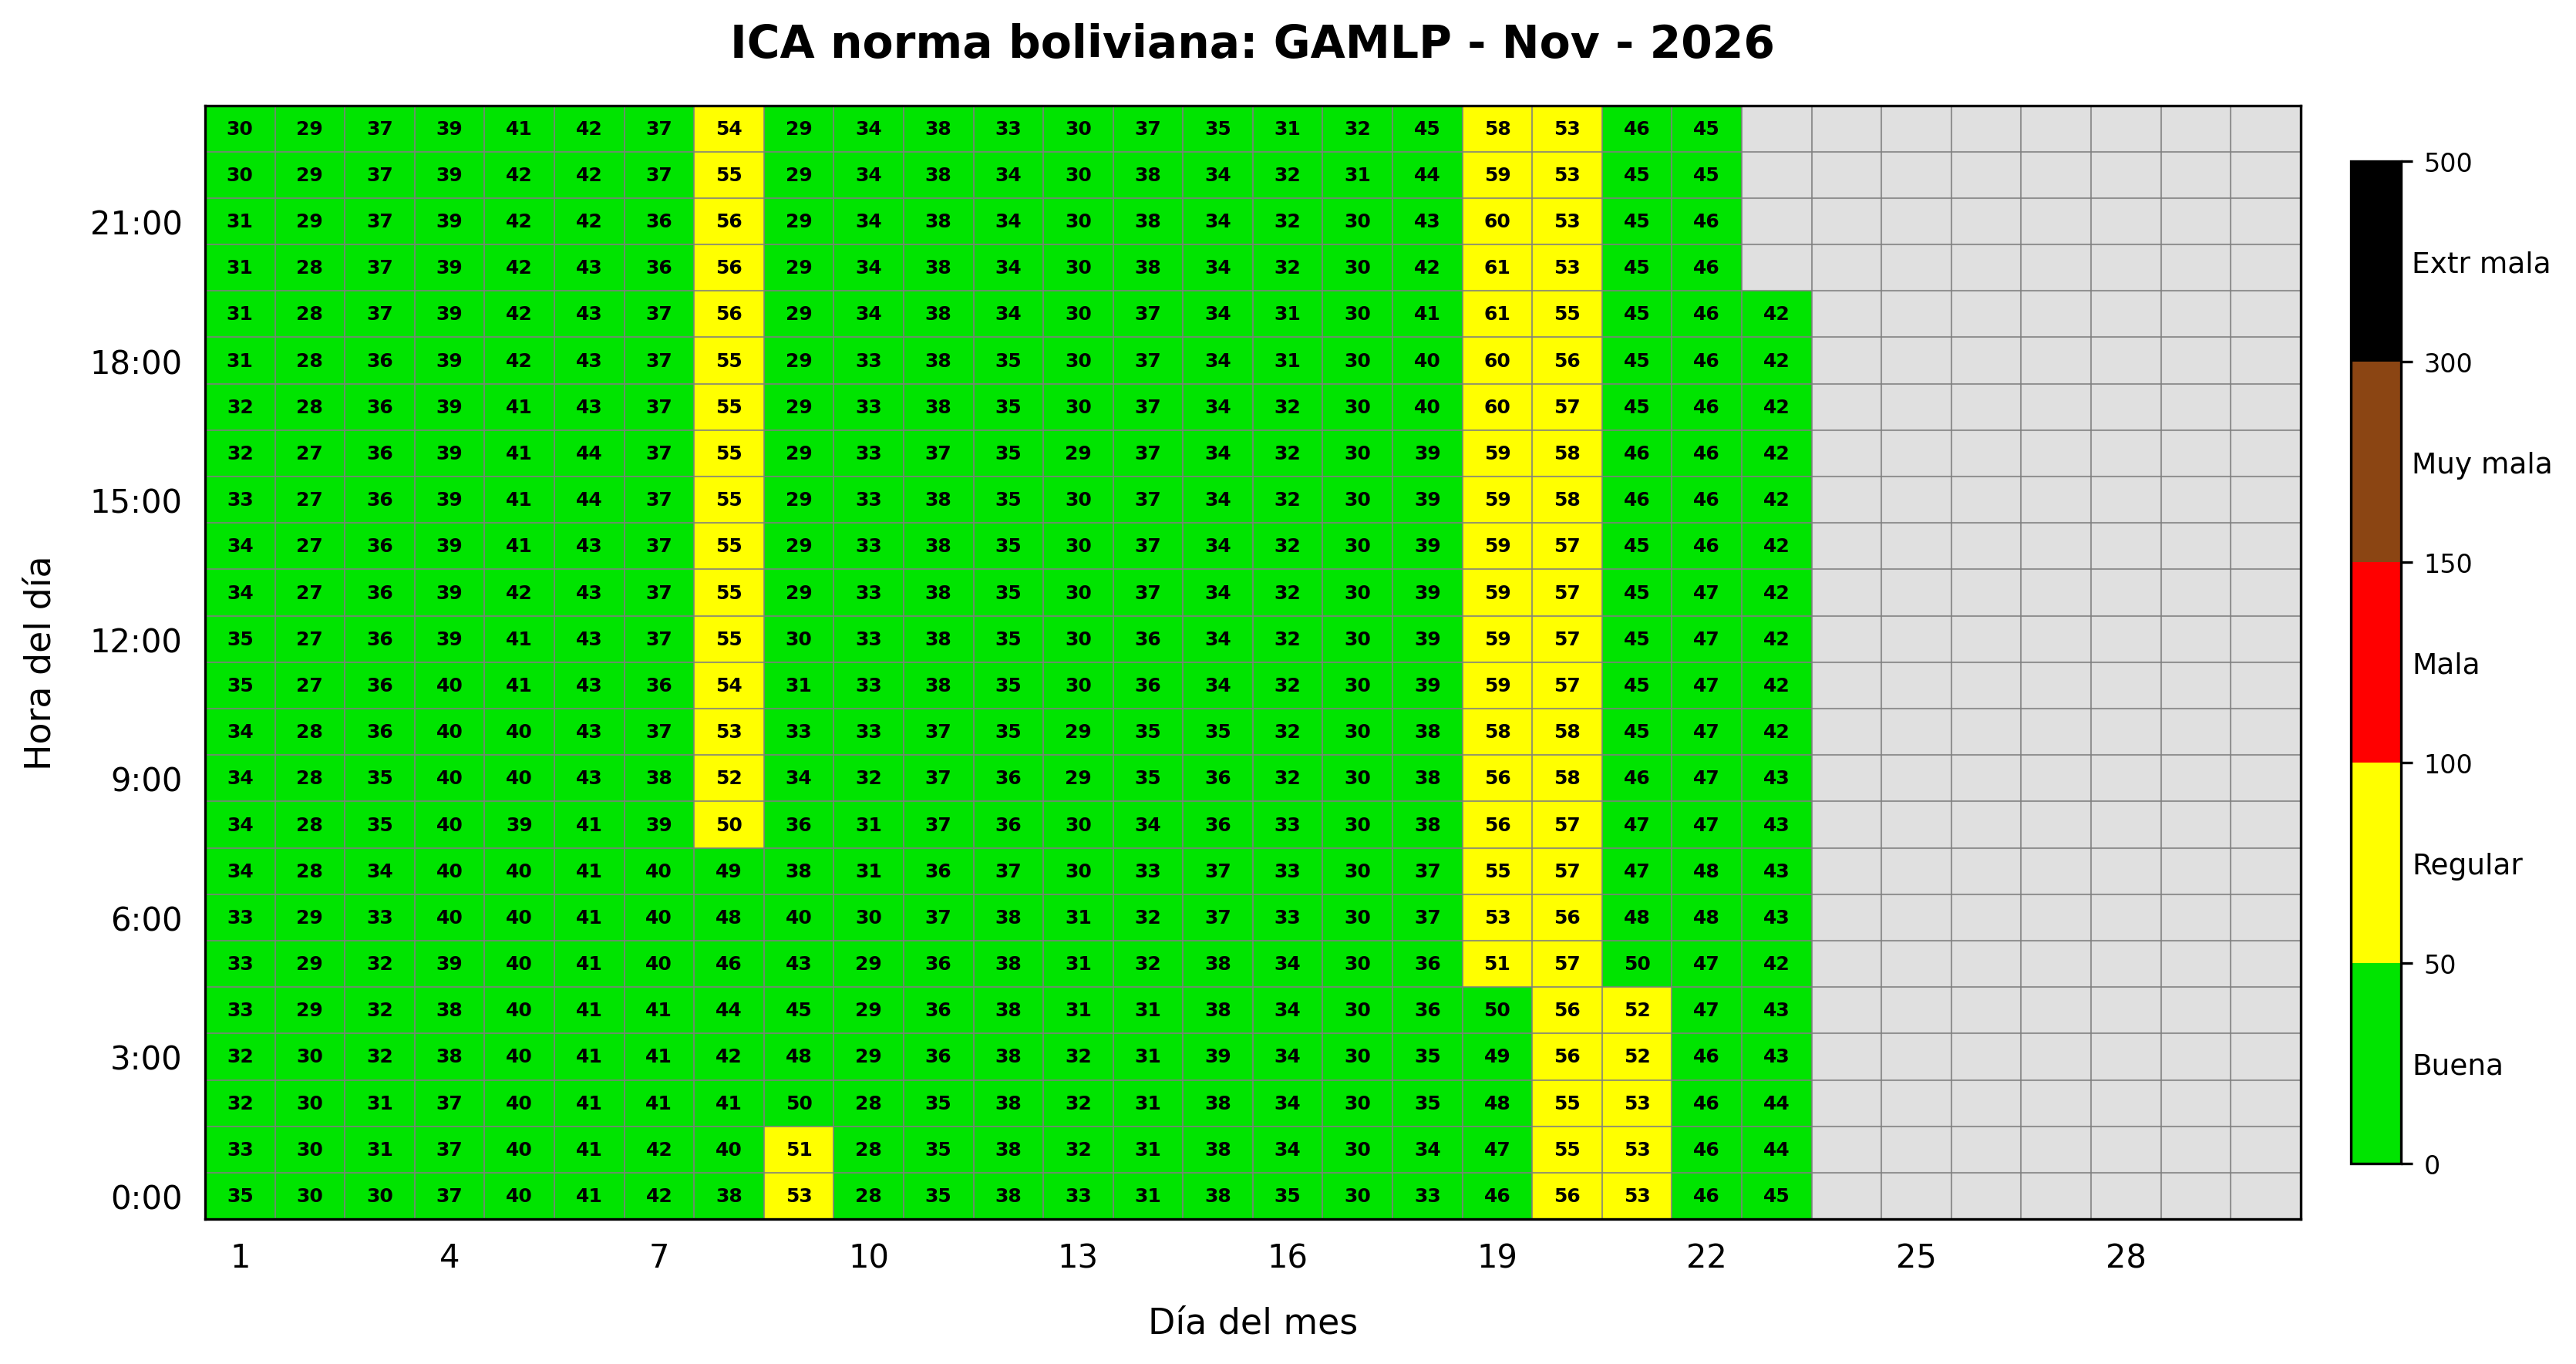 ICA norma boliviana: GAMLP - Nov - 2026
30 29 37 39 41 42 37 54 29 34 38 33 30 37 35 31 32 45 58 53 46 45
30 29 37 39 42 42 37 55 29 34 38 34 30 38 34 32 31 44 59 53 45 45
21:00 31 29 37 39 42 42 36 56 29 34 38 34 30 38 34 32 30 43 60 53 45 46
31 28 37 39 42 43 36 56 29 34 38 34 30 38 34 32 30 42 61 53 45 46
31 28 37 39 42 43 37 56 29 34 38 34 30 37 34 31 30 41 61 55 45 46 42
18:00 31 28 36 39 42 43 37 55 29 33 38 35 30 37 34 31 30 40 60 56 45 46 42
32 28 36 39 41 43 37 55 29 33 38 35 30 37 34 32 30 40 60 57 45 46 42
32 27 36 39 41 44 37 55 29 33 37 35 29 37 34 32 30 39 59 58 46 46 42
15:00 33 27 36 39 41 44 37 55 29 33 38 35 30 37 34 32 30 39 59 58 46 46 42
34 27 36 39 41 43 37 55 29 33 38 35 30 37 34 32 30 39 59 57 45 46 42
34 27 36 39 42 43 37 55 29 33 38 35 30 37 34 32 30 39 59 57 45 47 42
12:00 35 27 36 39 41 43 37 55 30 33 38 35 30 36 34 32 30 39 59 57 45 47 42
35 27 36 40 41 43 36 54 31 33 38 35 30 36 34 32 30 39 59 57 45 47 42
34 28 36 40 40 43 37 53 33 33 37 35 29 35 35 32 30 38 58 58 45 47 42
9:00 34 28 35 40 40 43 38 52 34 32 37 36 29 35 36 32 30 38 56 58 46 47 43
34 28 35 40 39 41 39 50 36 31 37 36 30 34 36 33 30 38 56 57 47 47 43
34 28 34 40 40 41 40 49 38 31 36 37 30 33 37 33 30 37 55 57 47 48 43
6:00 33 29 33 40 40 41 40 48 40 30 37 38 31 32 37 33 30 37 53 56 48 48 43
33 29 32 39 40 41 40 46 43 29 36 38 31 32 38 34 30 36 51 57 50 47 42
33 29 32 38 40 41 41 44 45 29 36 38 31 31 38 34 30 36 50 56 52 47 43
3:00 32 30 32 38 40 41 41 42 48 29 36 38 32 31 39 34 30 35 49 56 52 46 43
32 30 31 37 40 41 41 41 50 28 35 38 32 31 38 34 30 35 48 55 53 46 44
33 30 31 37 40 41 42 40 51 28 35 38 32 31 38 34 30 34 47 55 53 46 44
0:00 35 30 30 37 40 41 42 38 53 28 35 38 33 31 38 35 30 33 46 56 53 46 45
1 4 7 10 13 16 19 22 25 28
Día del mes
Hora del día
500
Extr mala
300
Muy mala
150
Mala
100
Regular
50
Buena
0